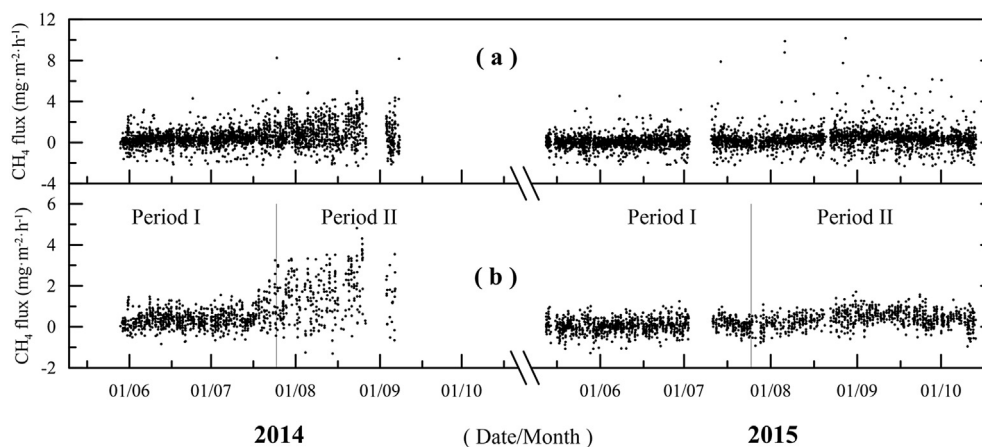 12
8
4
0
-4
CH₄ flux (mg·m⁻²·h⁻¹)
( a )
6
4
2
0
-2
CH₄ flux (mg·m⁻²·h⁻¹)
Period I Period II Period I Period II
( b )
01/06 01/07 01/08 01/09 01/10 01/06 01/07 01/08 01/09 01/10
2014 ( Date/Month ) 2015